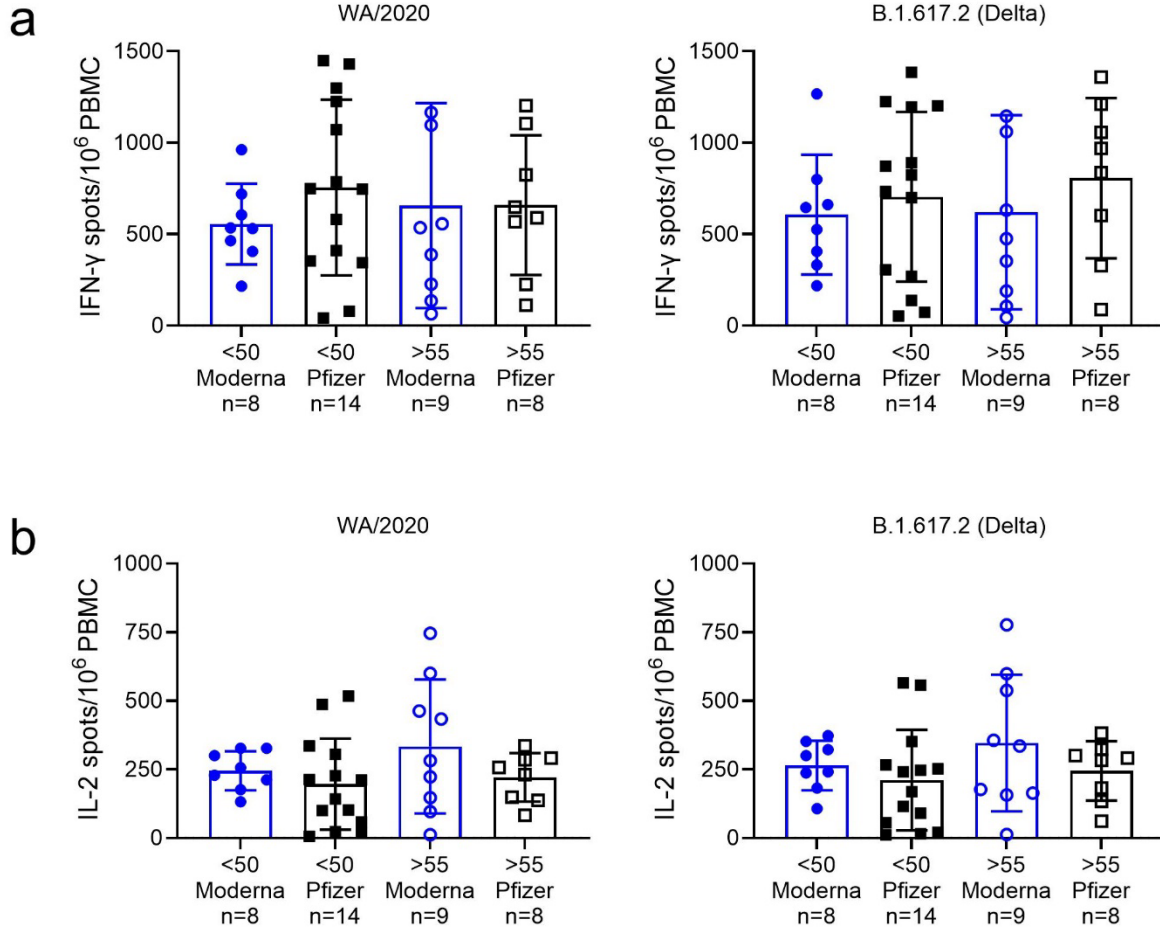 a
WA/2020
IFN-γ spots/10⁶ PBMC
1500
1000
500
0
<50 Moderna n=8
<50 Pfizer n=14
>55 Moderna n=9
>55 Pfizer n=8
B.1.617.2 (Delta)
IFN-γ spots/10⁶ PBMC
1500
1000
500
0
<50 Moderna n=8
<50 Pfizer n=14
>55 Moderna n=9
>55 Pfizer n=8
b
WA/2020
IL-2 spots/10⁶ PBMC
1000
750
500
250
0
<50 Moderna n=8
<50 Pfizer n=14
>55 Moderna n=9
>55 Pfizer n=8
B.1.617.2 (Delta)
IL-2 spots/10⁶ PBMC
1000
750
500
250
0
<50 Moderna n=8
<50 Pfizer n=14
>55 Moderna n=9
>55 Pfizer n=8